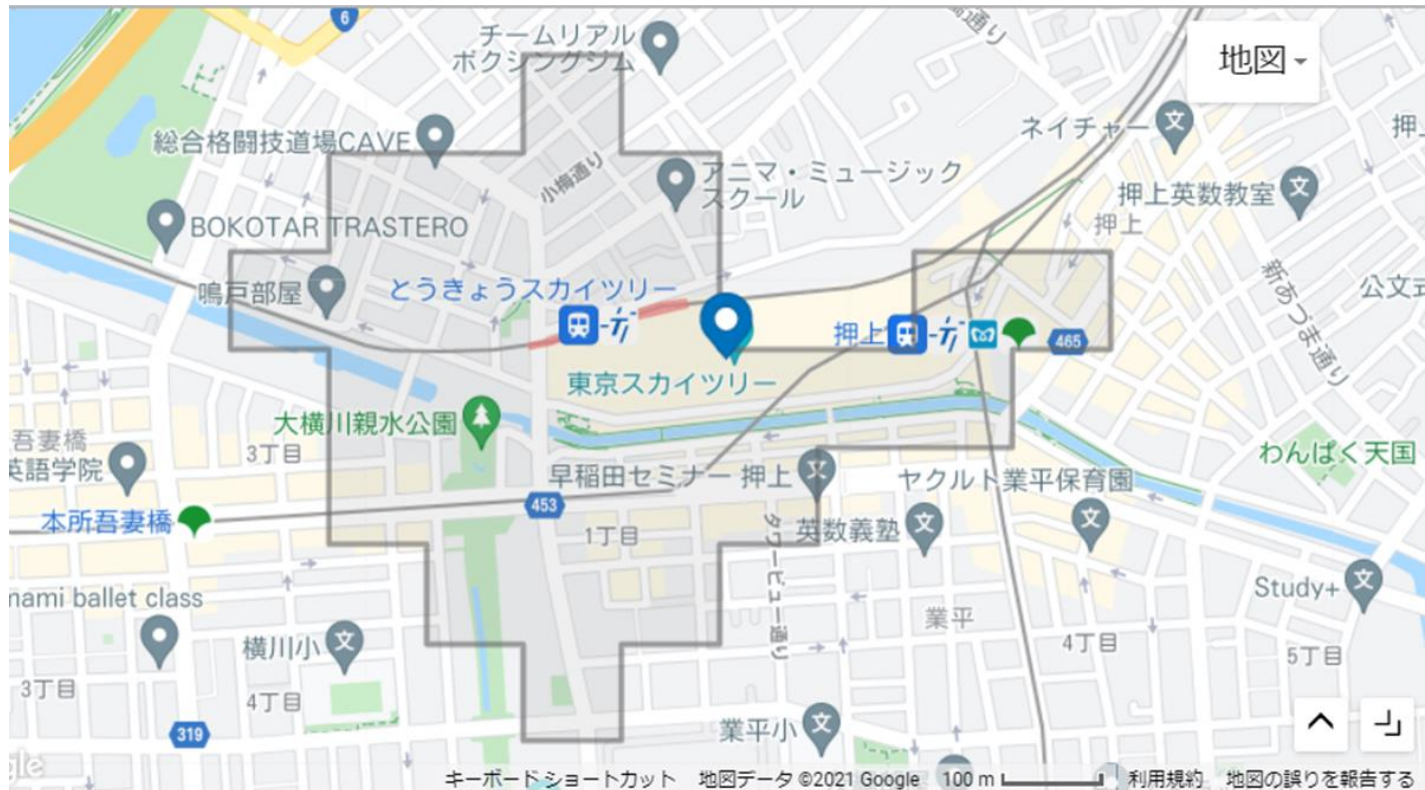 6
チームリアル
ボクシングジム
橋通り
地図
総合格闘技道場CAVE
小梅通り
アニマ・ミュージック
スクール
ネイチャー
押
押上英数教室
押上
BOKOTAR TRASTERO
鳴戸部屋
とうきょうスカイツリー
新あづま通り
公文式
押上
465
東京スカイツリー
大横川親水公園
吾妻橋
英語学院
3丁目
わんぱく天国
早稲田セミナー 押上
ヤクルト業平保育園
本所吾妻橋
453
1丁目
英数義塾
タワービュー通り
nami ballet class
Study+
業平
横川小
4丁目
5丁目
3丁目
4丁目
319
業平小
gle
キーボード ショートカット 地図データ ©2021 Google 100 m 利用規約 地図の誤りを報告する